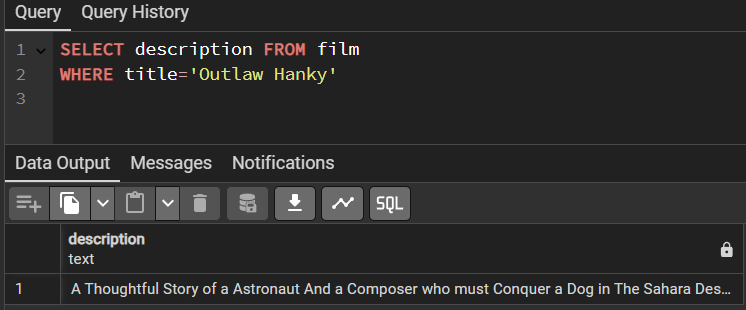 Query Query History
1 SELECT description FROM film
2 WHERE title='Outlaw Hanky'
3
Data Output Messages Notifications
SQL
description
text
1 A Thoughtful Story of a Astronaut And a Composer who must Conquer a Dog in The Sahara Des...